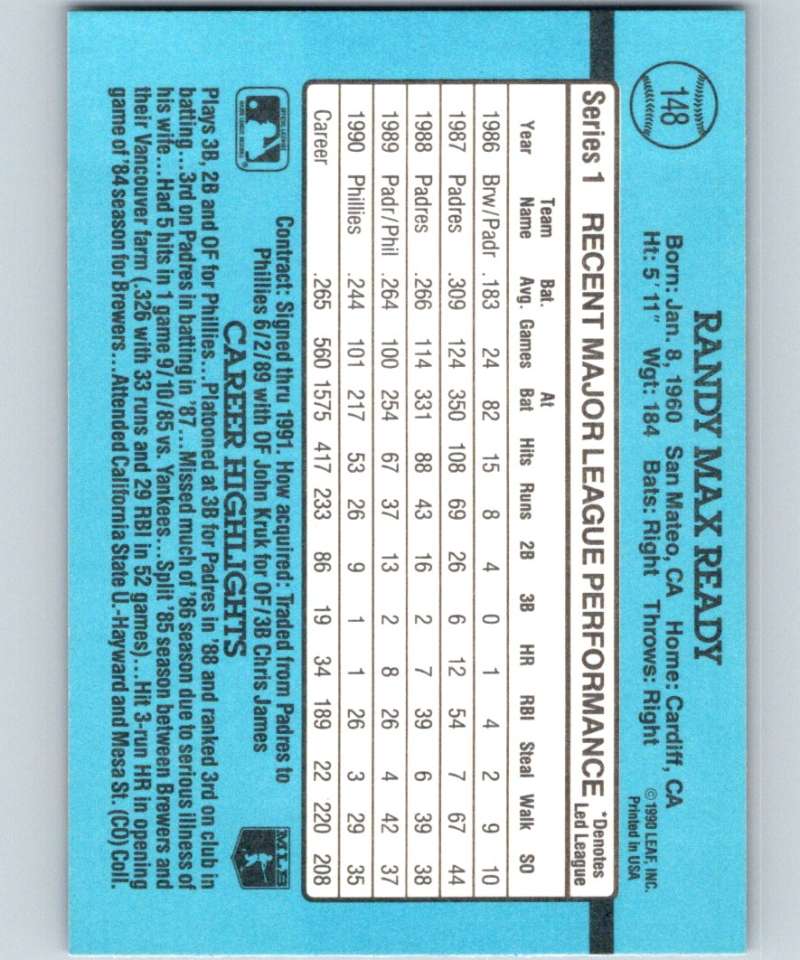 148
RANDY MAX READY
Born: Jan. 8, 1960 San Mateo, CA Home: Cardiff, CA
Ht: 5' 11" Wgt: 184 Bats: Right Throws: Right
© 1990 LEAF, INC.
Printed in USA
Series 1 RECENT MAJOR LEAGUE PERFORMANCE *Denotes Led League
Year Team Name Bat. Avg. Games At Bat Hits Runs 2B 3B HR RBI Steal Walk SO
1986 Brw/Padr .183 24 82 15 8 4 0 1 4 2 9 10
1987 Padres .309 124 350 108 69 26 6 12 54 7 67 44
1988 Padres .266 114 331 88 43 16 2 7 39 6 39 38
1989 Padr/Phil .264 100 254 67 37 13 2 8 26 4 42 37
1990 Phillies .244 101 217 53 26 9 1 1 26 3 29 35
Career .265 560 1575 417 233 86 19 34 189 22 220 208
Contract: Signed thru 1991. How acquired: Traded from Padres to
Phillies 6/2/89 with OF John Kruk for OF/3B Chris James
MLB
CAREER HIGHLIGHTS
Plays 3B, 2B and OF for Phillies...Platooned at 3B for Padres in '88 and ranked 3rd on club in
batting...3rd on Padres in batting in '87...Missed much of '86 season due to serious illness of
his wife...Had 5 hits in 1 game 9/10/85 vs. Yankees...Split '85 season between Brewers and
their Vancouver farm (.326 with 33 runs and 29 RBI in 52 games)...Hit 3-run HR in opening
game of '84 season for Brewers...Attended California State U.-Hayward and Mesa St. (CO) Coll.